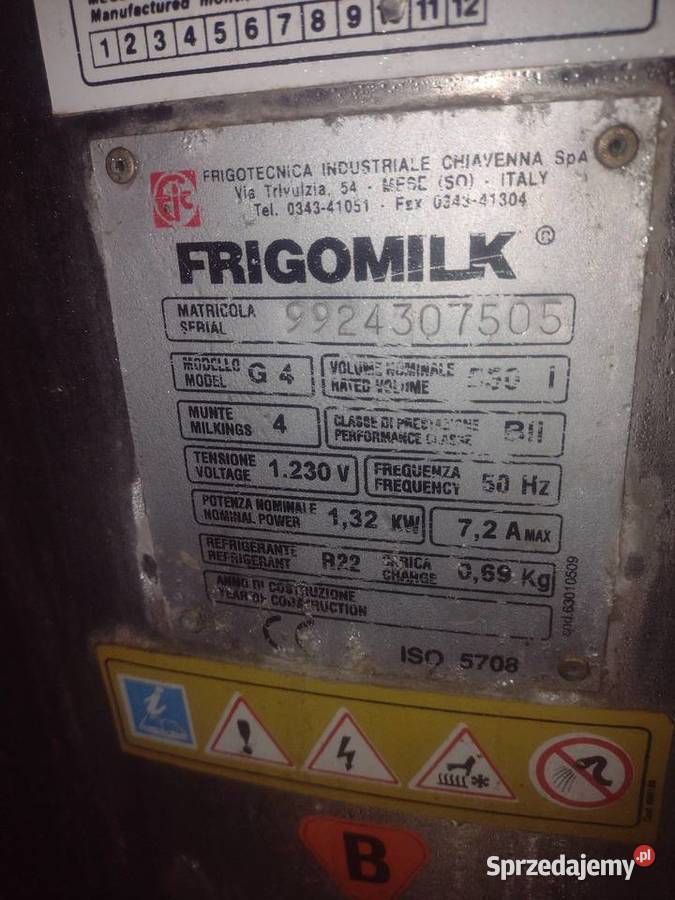 Manufactured
1 2 3 4 5 6 7 8 9 11 12
FRIGOTECNICA INDUSTRIALE CHIAVENNA SpA
Via Trivulzia, 54 - MESE (SO) - ITALY
Tel. 0343-41051 - Fax 0343-41304
FRIGOMILK ®
MATRICOLA
SERIAL 9924307505
MODELLO
MODEL G 4
VOLUME NOMINALE
RATED VOLUME l
MUNTE
MILKINGS 4
CLASSE DI PRESTAZIONE
PERFORMANCE CLASSE BII
TENSIONE
VOLTAGE 1.230 V
FREQUENZA
FREQUENCY 50 Hz
POTENZA NOMINALE
NOMINAL POWER 1,32 KW
7,2 A MAX
REFRIGERANTE
REFRIGERANT R22
CARICA
CHARGE 0,69 Kg
ANNO DI COSTRUZIONE
YEAR OF CONSTRUCTION
cod.63010509
CE
ISO 5708
i
!
B
Sprzedajemy.pl